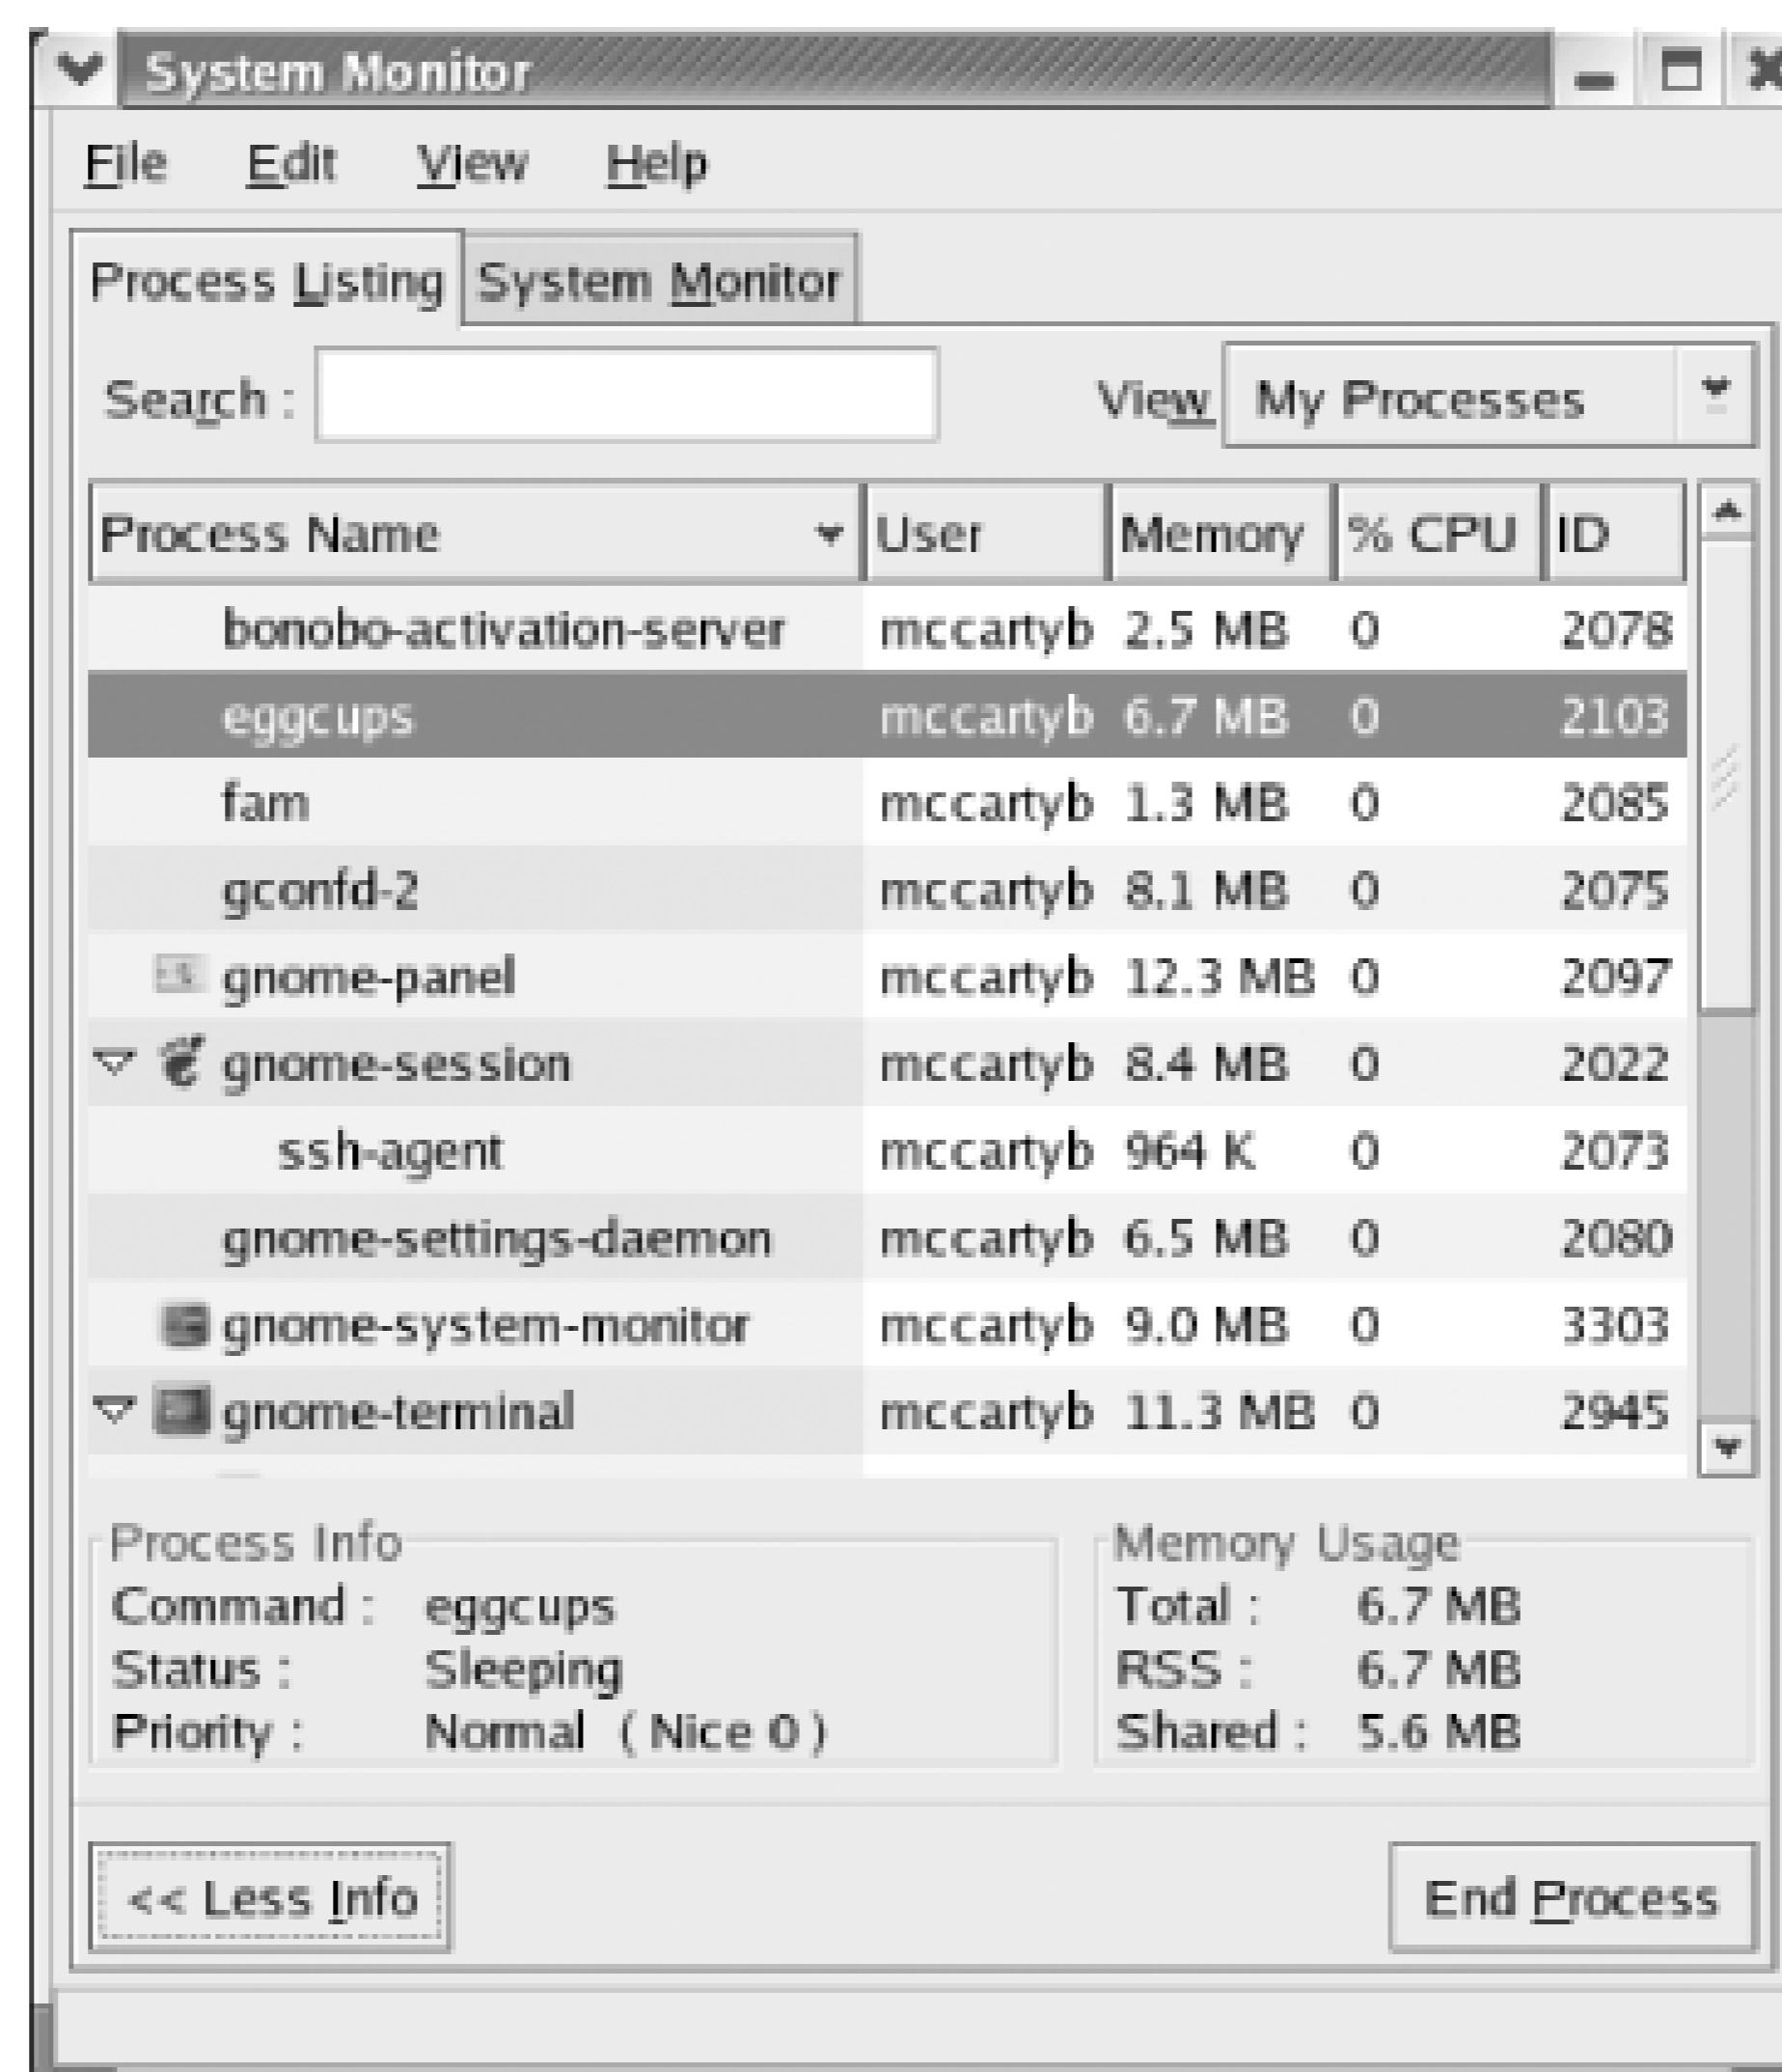 System Monitor
File Edit View Help
Process Listing System Monitor
Search : View My Processes
Process Name User Memory % CPU ID
bonobo-activation-server mccartyb 2.5 MB 0 2078
eggcups mccartyb 6.7 MB 0 2103
fam mccartyb 1.3 MB 0 2085
gconfd-2 mccartyb 8.1 MB 0 2075
gnome-panel mccartyb 12.3 MB 0 2097
gnome-session mccartyb 8.4 MB 0 2022
ssh-agent mccartyb 964 K 0 2073
gnome-settings-daemon mccartyb 6.5 MB 0 2080
gnome-system-monitor mccartyb 9.0 MB 0 3303
gnome-terminal mccartyb 11.3 MB 0 2945
Process Info Memory Usage
Command : eggcups Total : 6.7 MB
Status : Sleeping RSS : 6.7 MB
Priority : Normal ( Nice 0 ) Shared : 5.6 MB
<< Less Info End Process